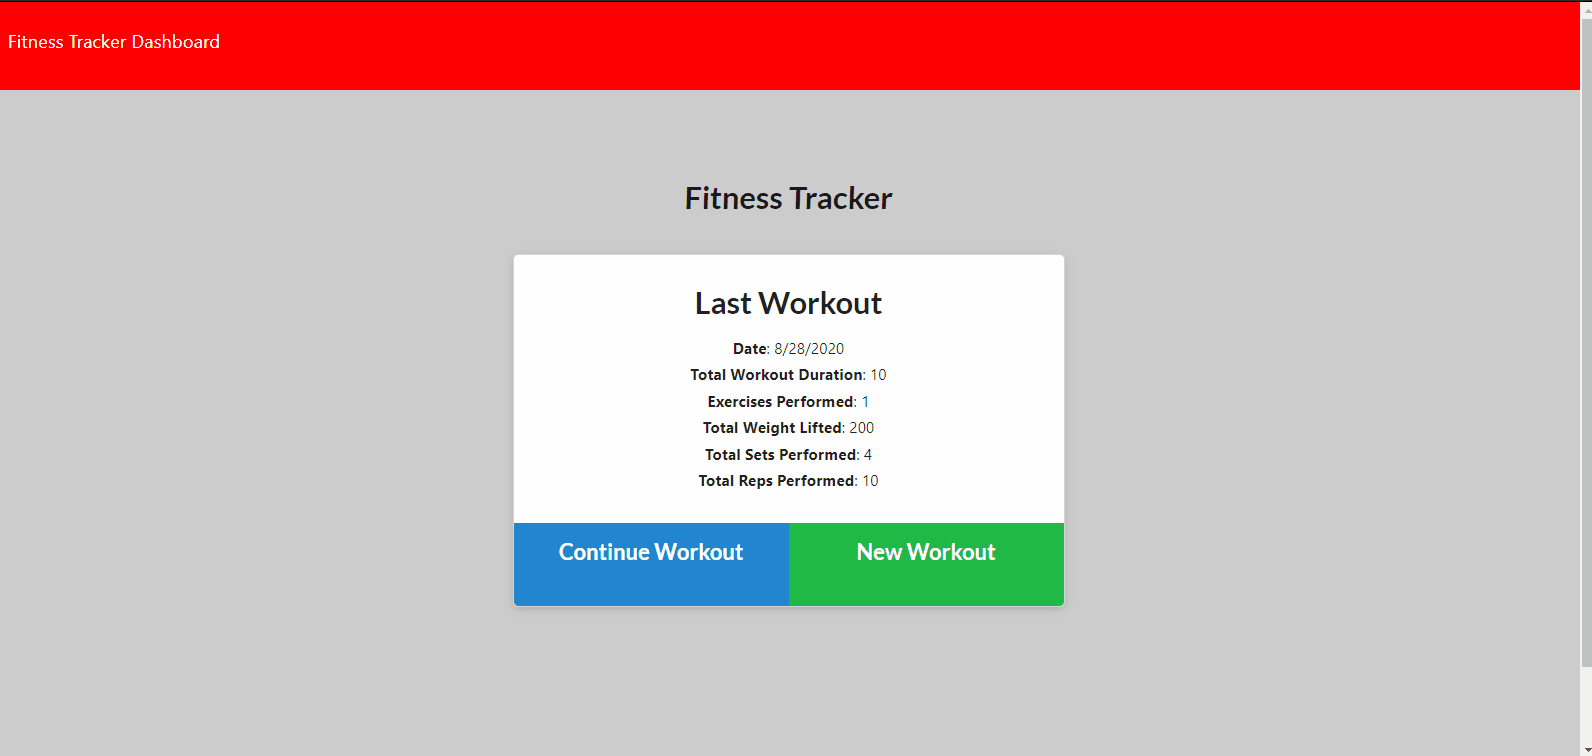 Fitness Tracker Dashboard
Fitness Tracker
Last Workout
Date: 8/28/2020
Total Workout Duration: 10
Exercises Performed: 1
Total Weight Lifted: 200
Total Sets Performed: 4
Total Reps Performed: 10
Continue Workout
New Workout